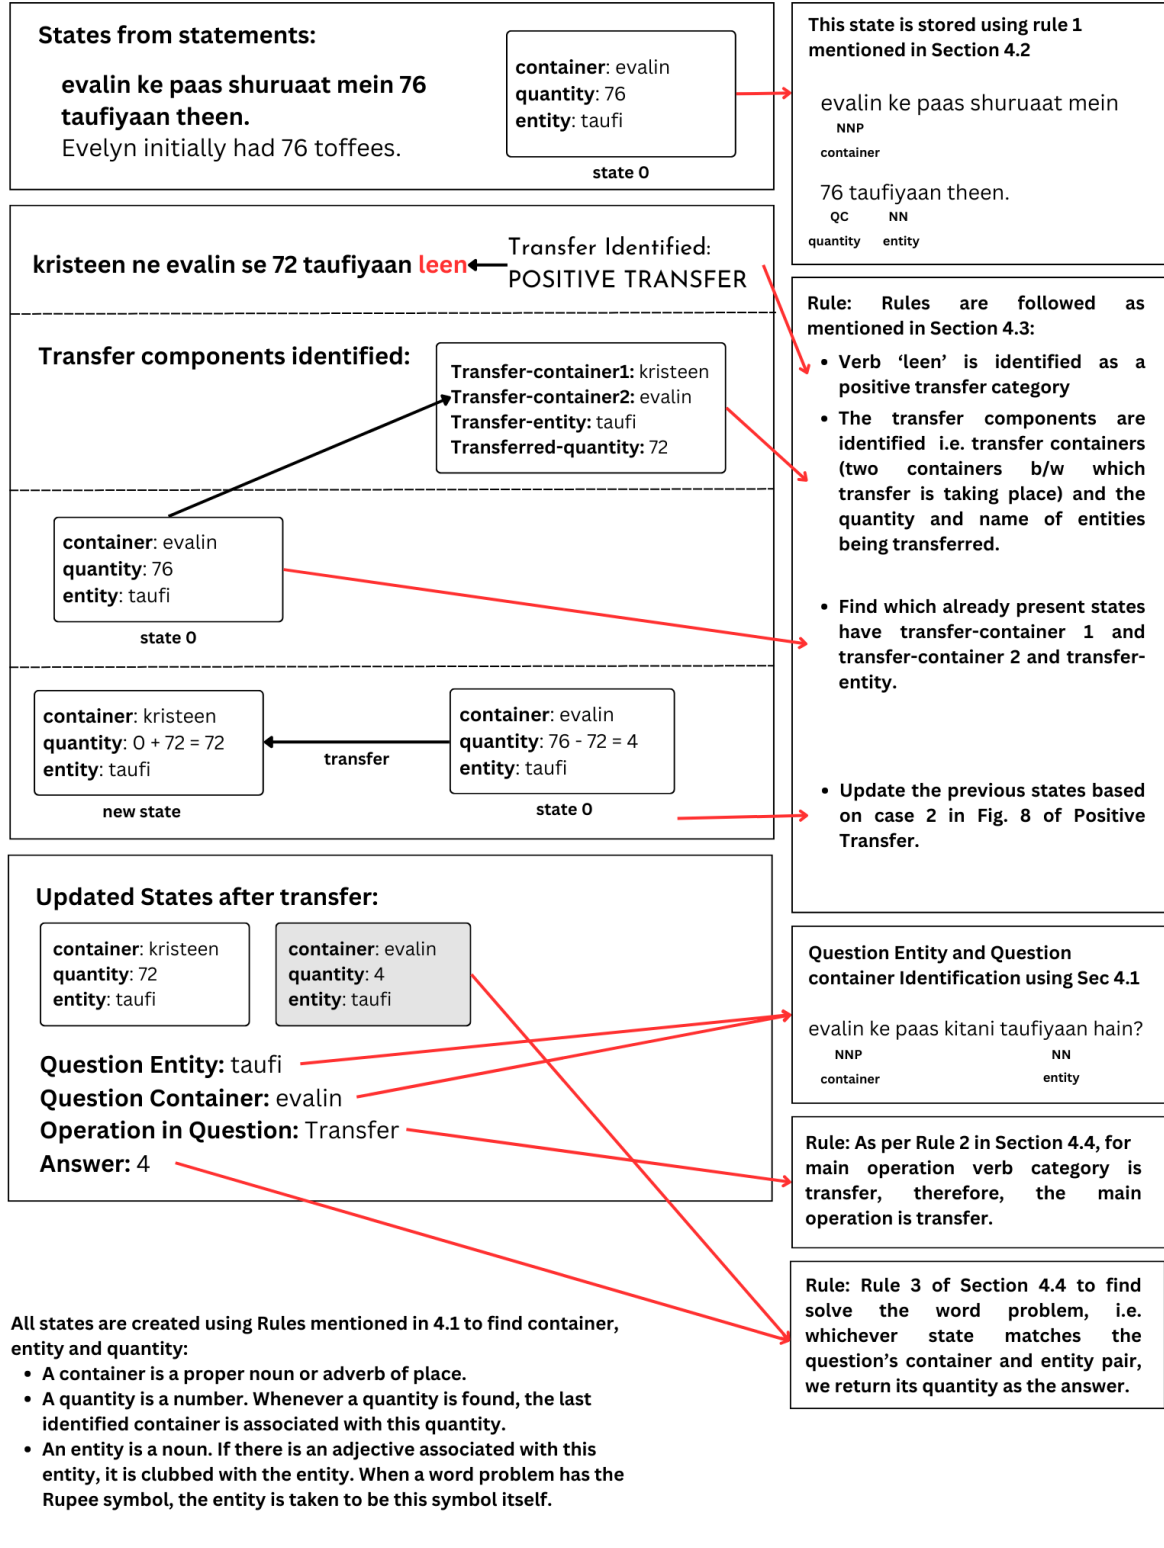 States from statements:
evalin ke paas shuruaat mein 76
taufiyaan theen.
Evelyn initially had 76 toffees.
container: evalin
quantity: 76
entity: taufi
state 0
This state is stored using rule 1
mentioned in Section 4.2
evalin ke paas shuruaat mein
NNP
container
76 taufiyaan theen.
QC NN
quantity entity
kristeen ne evalin se 72 taufiyaan leen
Transfer Identified:
POSITIVE TRANSFER
Transfer components identified:
Transfer-container1: kristeen
Transfer-container2: evalin
Transfer-entity: taufi
Transferred-quantity: 72
container: evalin
quantity: 76
entity: taufi
state 0
container: kristeen
quantity: 0 + 72 = 72
entity: taufi
new state
transfer
container: evalin
quantity: 76 - 72 = 4
entity: taufi
state 0
Rule: Rules are followed as
mentioned in Section 4.3:
• Verb ‘leen’ is identified as a
positive transfer category
• The transfer components are
identified i.e. transfer containers
(two containers b/w which
transfer is taking place) and the
quantity and name of entities
being transferred.
• Find which already present states
have transfer-container 1 and
transfer-container 2 and transfer-
entity.
• Update the previous states based
on case 2 in Fig. 8 of Positive
Transfer.
Updated States after transfer:
container: kristeen
quantity: 72
entity: taufi
container: evalin
quantity: 4
entity: taufi
Question Entity: taufi
Question Container: evalin
Operation in Question: Transfer
Answer: 4
Question Entity and Question
container Identification using Sec 4.1
evalin ke paas kitani taufiyaan hain?
NNP NN
container entity
Rule: As per Rule 2 in Section 4.4, for
main operation verb category is
transfer, therefore, the main
operation is transfer.
Rule: Rule 3 of Section 4.4 to find
solve the word problem, i.e.
whichever state matches the
question’s container and entity pair,
we return its quantity as the answer.
All states are created using Rules mentioned in 4.1 to find container,
entity and quantity:
• A container is a proper noun or adverb of place.
• A quantity is a number. Whenever a quantity is found, the last
identified container is associated with this quantity.
• An entity is a noun. If there is an adjective associated with this
entity, it is clubbed with the entity. When a word problem has the
Rupee symbol, the entity is taken to be this symbol itself.